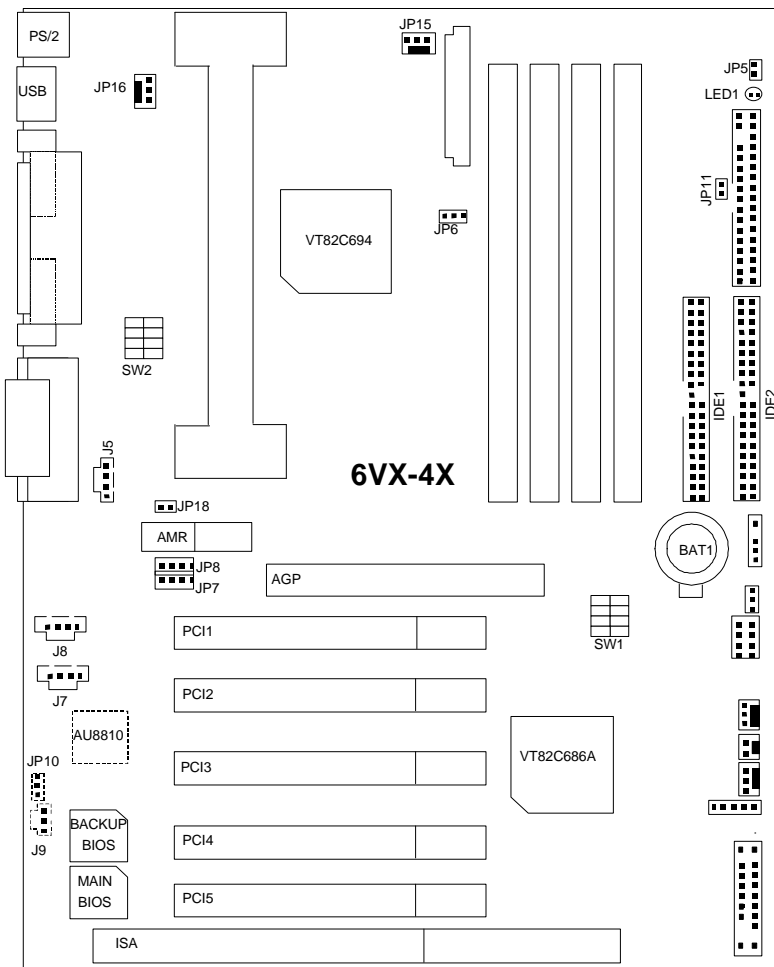 PS/2
JP15
JP5
USB
JP16
LED1
JP11
JP6
VT82C694
SW2
IDE1
IDE2
J5
6VX-4X
JP18
AMR
BAT1
JP8
AGP
JP7
SW1
PCI1
J8
PCI2
J7
AU8810
VT82C686A
JP10
PCI3
BACKUP
BIOS
PCI4
J9
MAIN
BIOS
PCI5
ISA